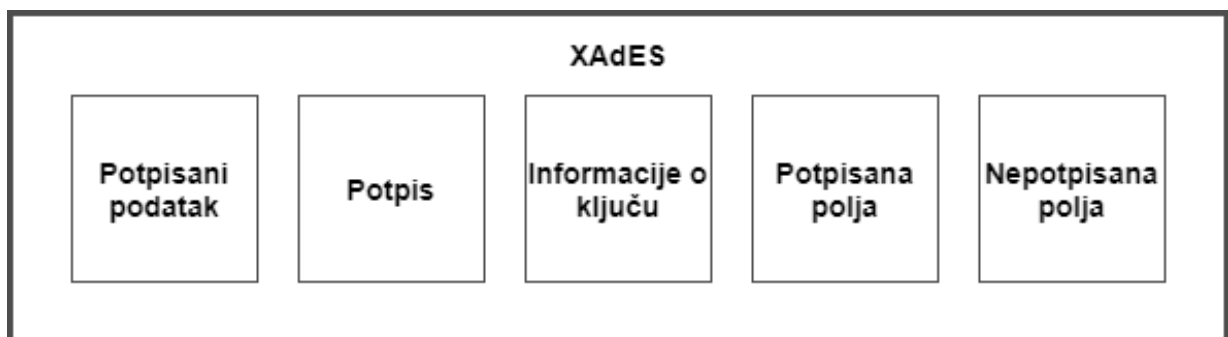 XAdES
Potpisani
podatak
Potpis
Informacije o
ključu
Potpisana
polja
Nepotpisana
polja